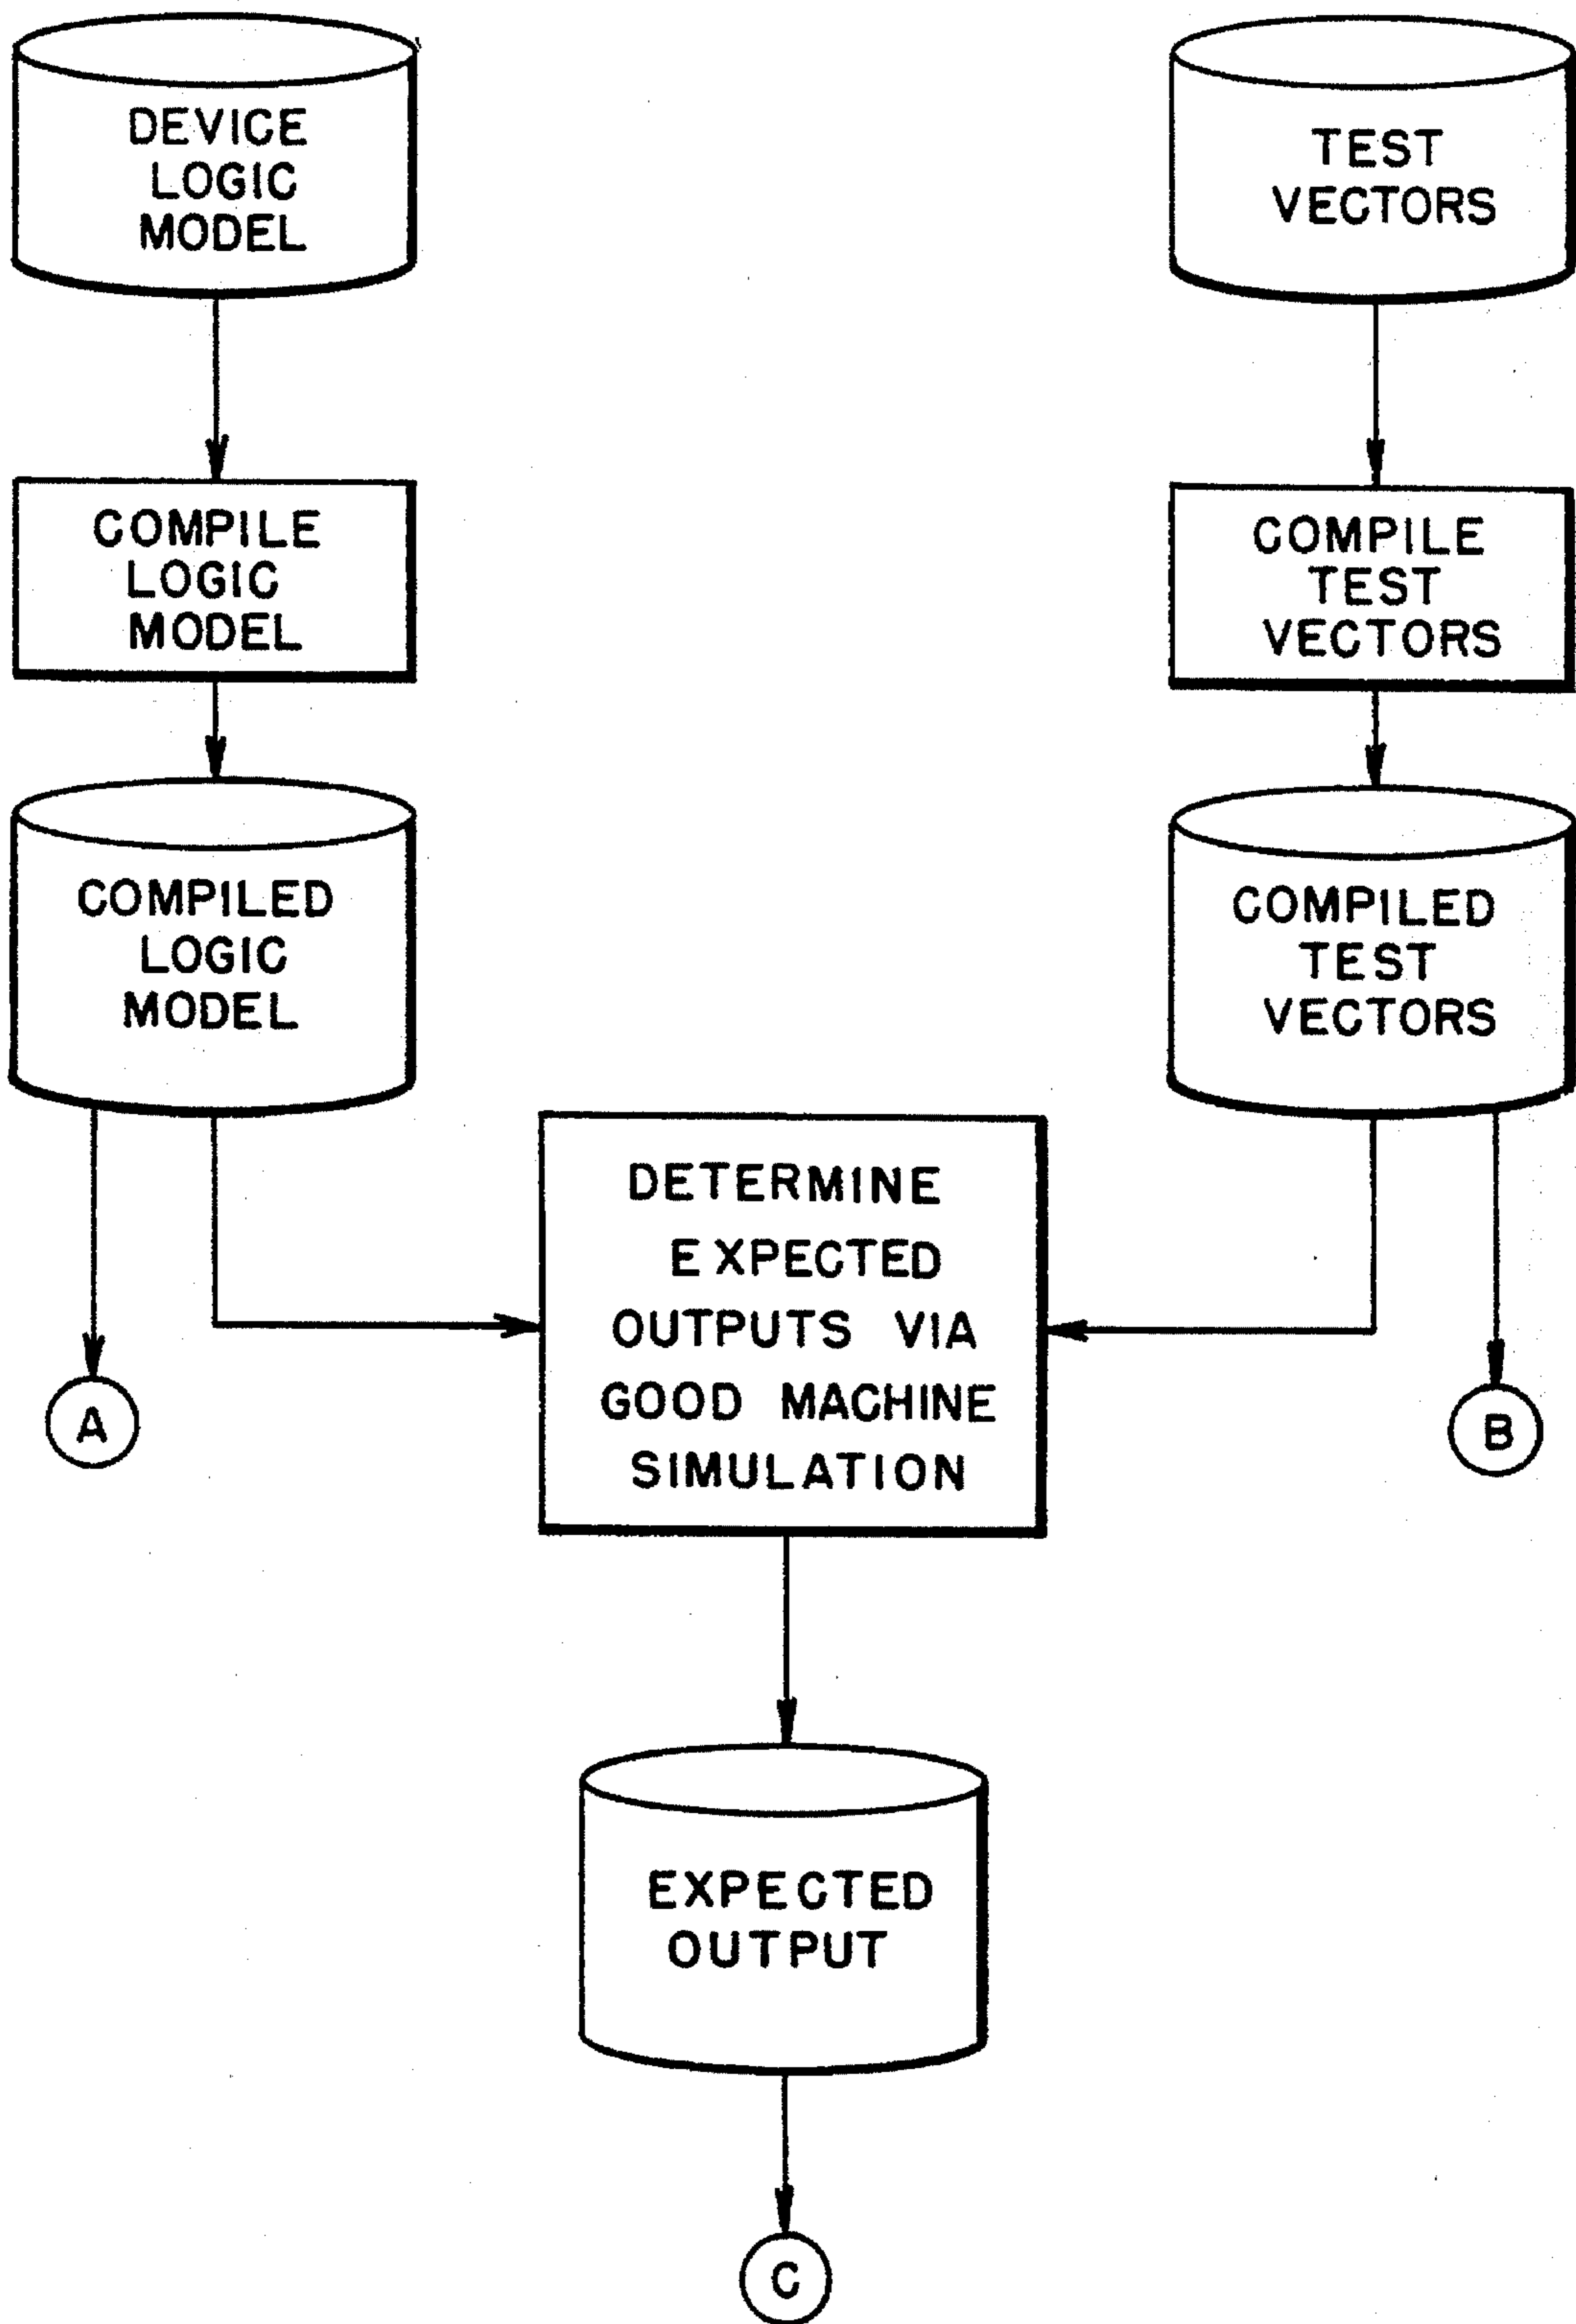 DEVICE
LOGIC
MODEL
TEST
VECTORS
COMPILE
LOGIC
MODEL
COMPILE
TEST
VECTORS
COMPILED
LOGIC
MODEL
COMPILED
TEST
VECTORS
DETERMINE
EXPECTED
OUTPUTS VIA
GOOD MACHINE
SIMULATION
A
B
EXPECTED
OUTPUT
C